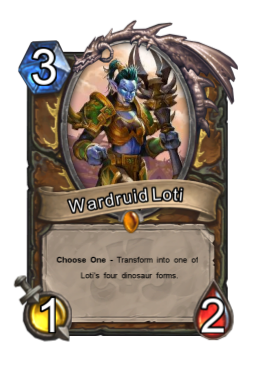 3
Wardruid Loti
Choose One - Transform into one of
Loti's four dinosaur forms.
1
2